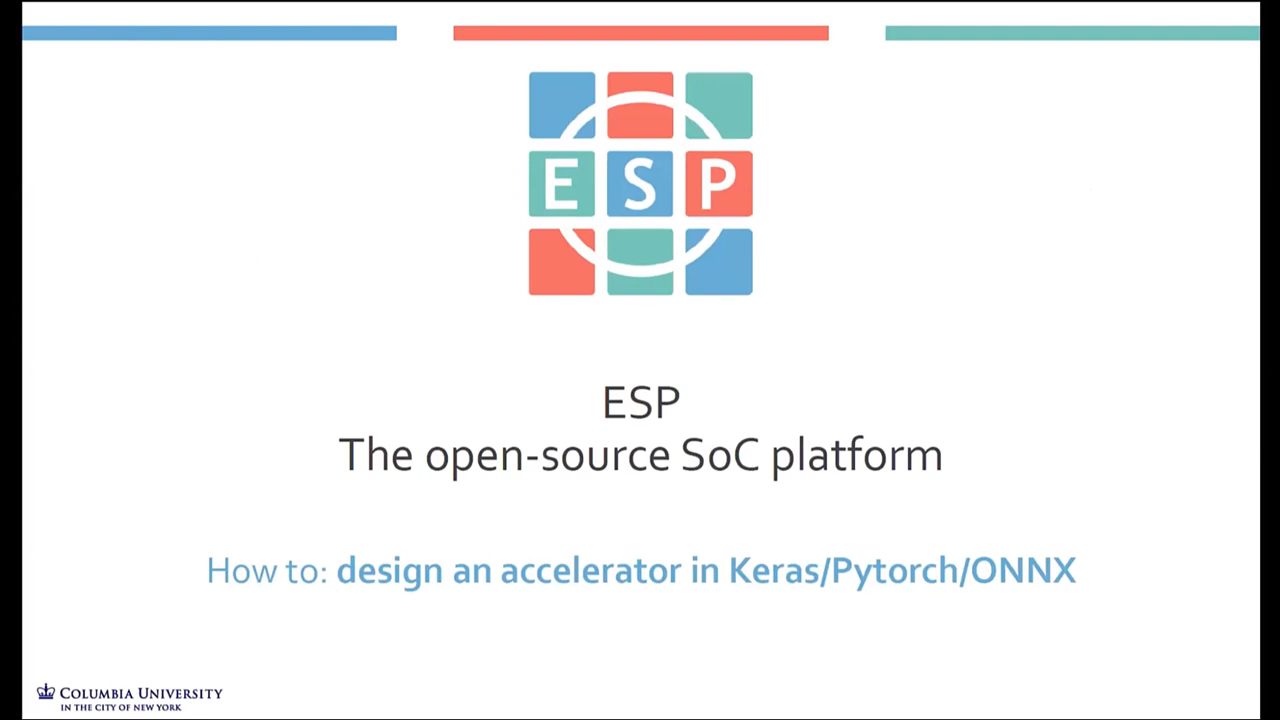 ESP
ESP
The open-source SoC platform
How to: design an accelerator in Keras/Pytorch/ONNX
COLUMBIA UNIVERSITY
IN THE CITY OF NEW YORK